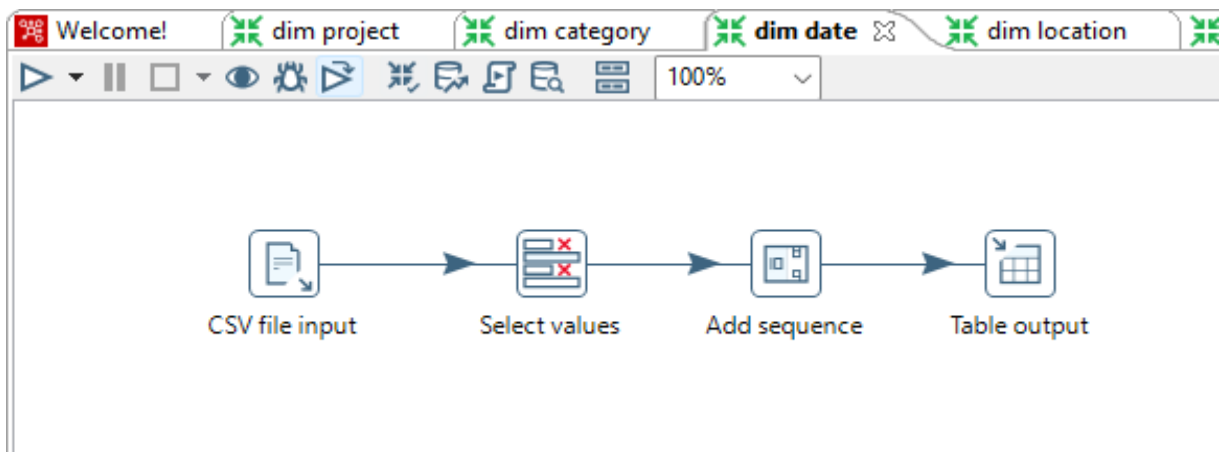 Welcome! dim project dim category dim date dim location
100%
CSV file input Select values Add sequence Table output